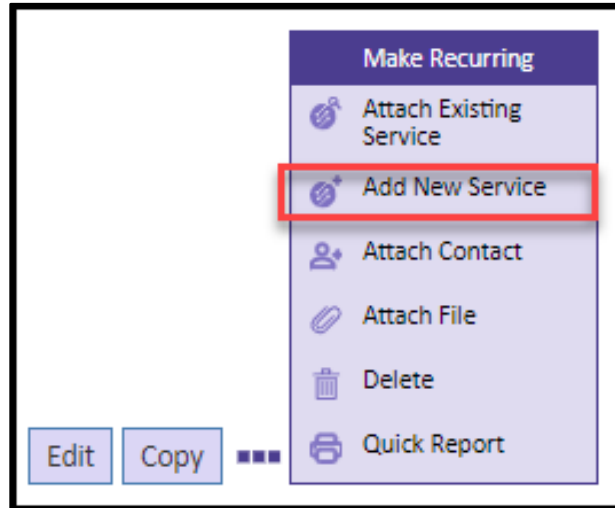 Make Recurring
Attach Existing
Service
Add New Service
Attach Contact
Attach File
Delete
Quick Report
Edit Copy